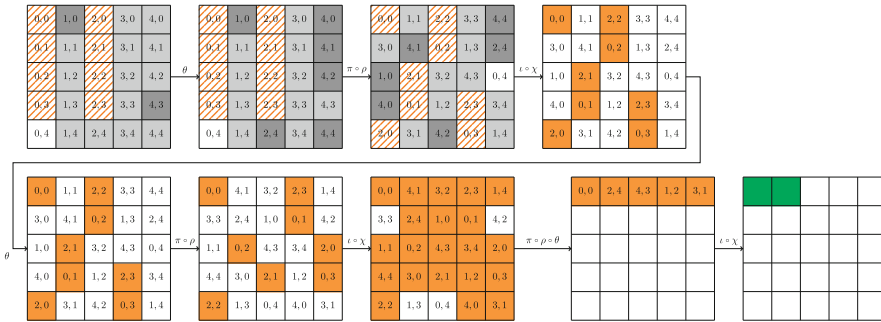 0,0 1,0 2,0 3,0 4,0
0,1 1,1 2,1 3,1 4,1
0,2 1,2 2,2 3,2 4,2
0,3 1,3 2,3 3,3 4,3
0,4 1,4 2,4 3,4 4,4
θ
0,0 1,0 2,0 3,0 4,0
0,1 1,1 2,1 3,1 4,1
0,2 1,2 2,2 3,2 4,2
0,3 1,3 2,3 3,3 4,3
0,4 1,4 2,4 3,4 4,4
π ∘ ρ
0,0 1,1 2,2 3,3 4,4
3,0 4,1 0,2 1,3 2,4
1,0 2,1 3,2 4,3 0,4
4,0 0,1 1,2 2,3 3,4
2,0 3,1 4,2 0,3 1,4
ι ∘ χ
0,0 1,1 2,2 3,3 4,4
3,0 4,1 0,2 1,3 2,4
1,0 2,1 3,2 4,3 0,4
4,0 0,1 1,2 2,3 3,4
2,0 3,1 4,2 0,3 1,4
θ
0,0 1,1 2,2 3,3 4,4
3,0 4,1 0,2 1,3 2,4
1,0 2,1 3,2 4,3 0,4
4,0 0,1 1,2 2,3 3,4
2,0 3,1 4,2 0,3 1,4
π ∘ ρ
0,0 4,1 3,2 2,3 1,4
3,3 2,4 1,0 0,1 4,2
1,1 0,2 4,3 3,4 2,0
4,4 3,0 2,1 1,2 0,3
2,2 1,3 0,4 4,0 3,1
ι ∘ χ
0,0 4,1 3,2 2,3 1,4
3,3 2,4 1,0 0,1 4,2
1,1 0,2 4,3 3,4 2,0
4,4 3,0 2,1 1,2 0,3
2,2 1,3 0,4 4,0 3,1
π ∘ ρ ∘ θ
0,0 2,4 4,3 1,2 3,1
ι ∘ χ